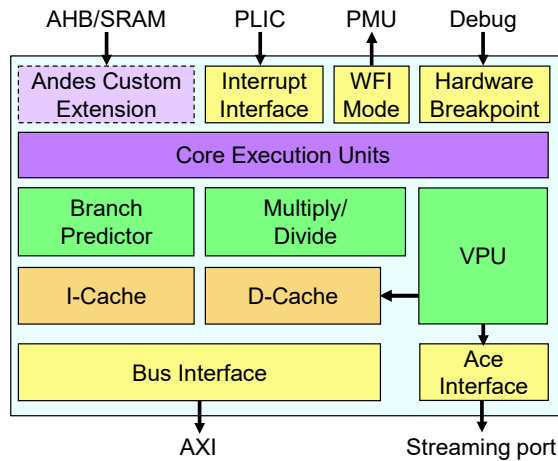 AHB/SRAM
PLIC
PMU
Debug
Andes Custom
Extension
Interrupt
Interface
WFI
Mode
Hardware
Breakpoint
Core Execution Units
Branch
Predictor
Multiply/
Divide
VPU
I-Cache
D-Cache
Bus Interface
Ace
Interface
AXI
Streaming port